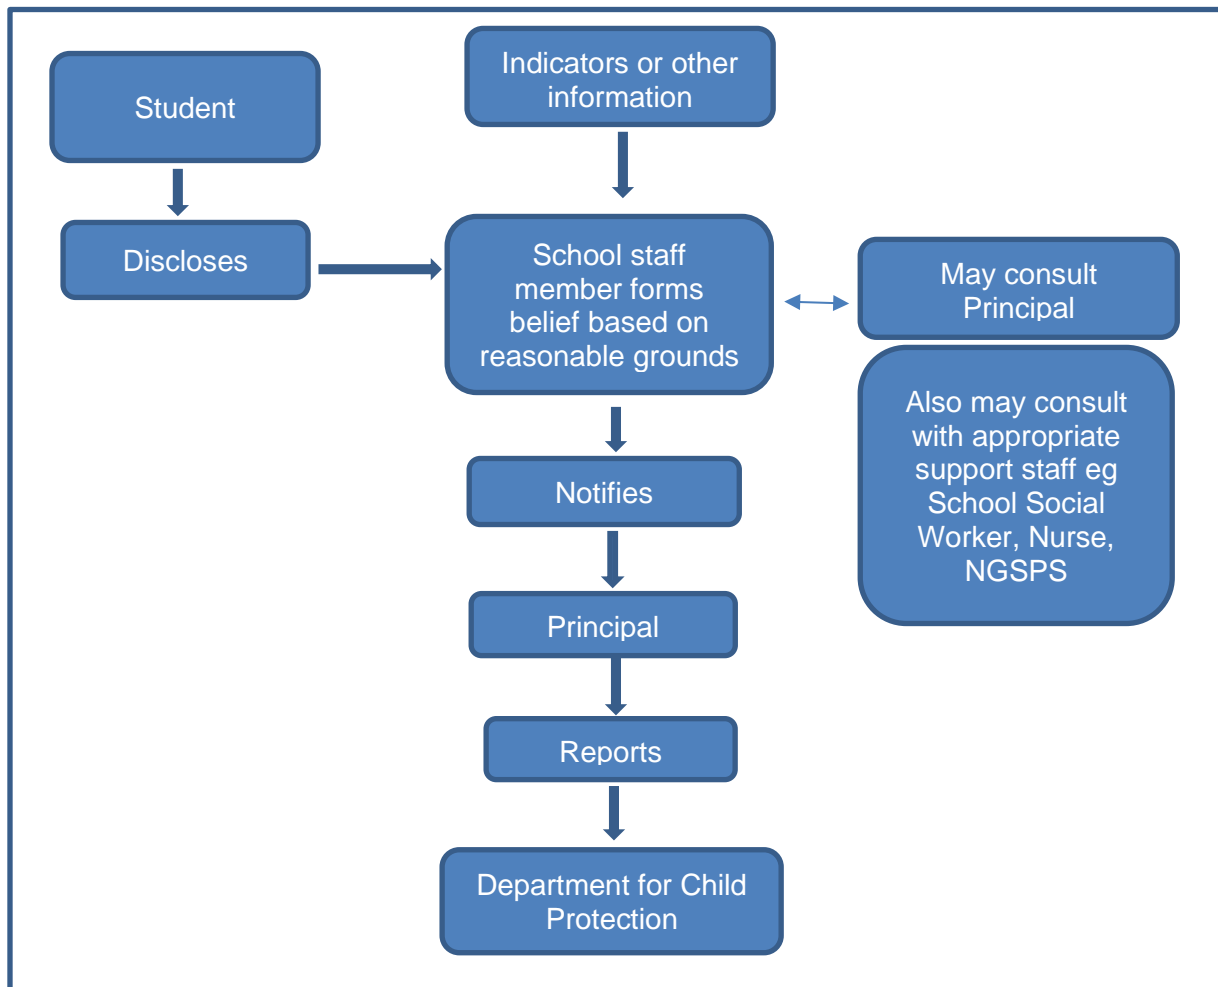 Student
Indicators or other
information
Discloses
School staff
member forms
belief based on
reasonable grounds
May consult
Principal
Also may consult
with appropriate
support staff eg
School Social
Worker, Nurse,
NGSPS
Notifies
Principal
Reports
Department for Child
Protection